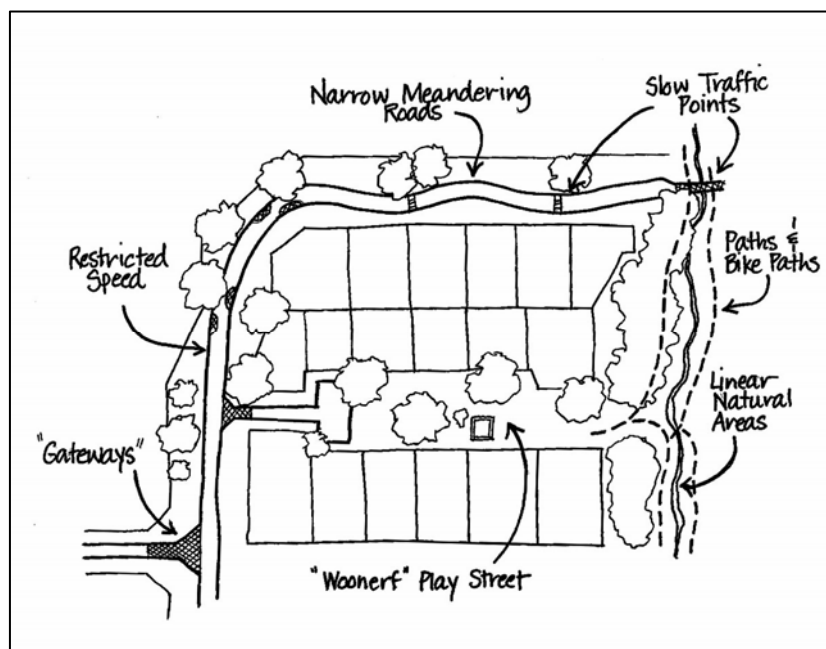 Narrow Meandering
Roads
Slow Traffic
Points
Restricted
Speed
Paths &
Bike Paths
Linear
Natural
Areas
"Gateways"
"Woonerf" Play Street